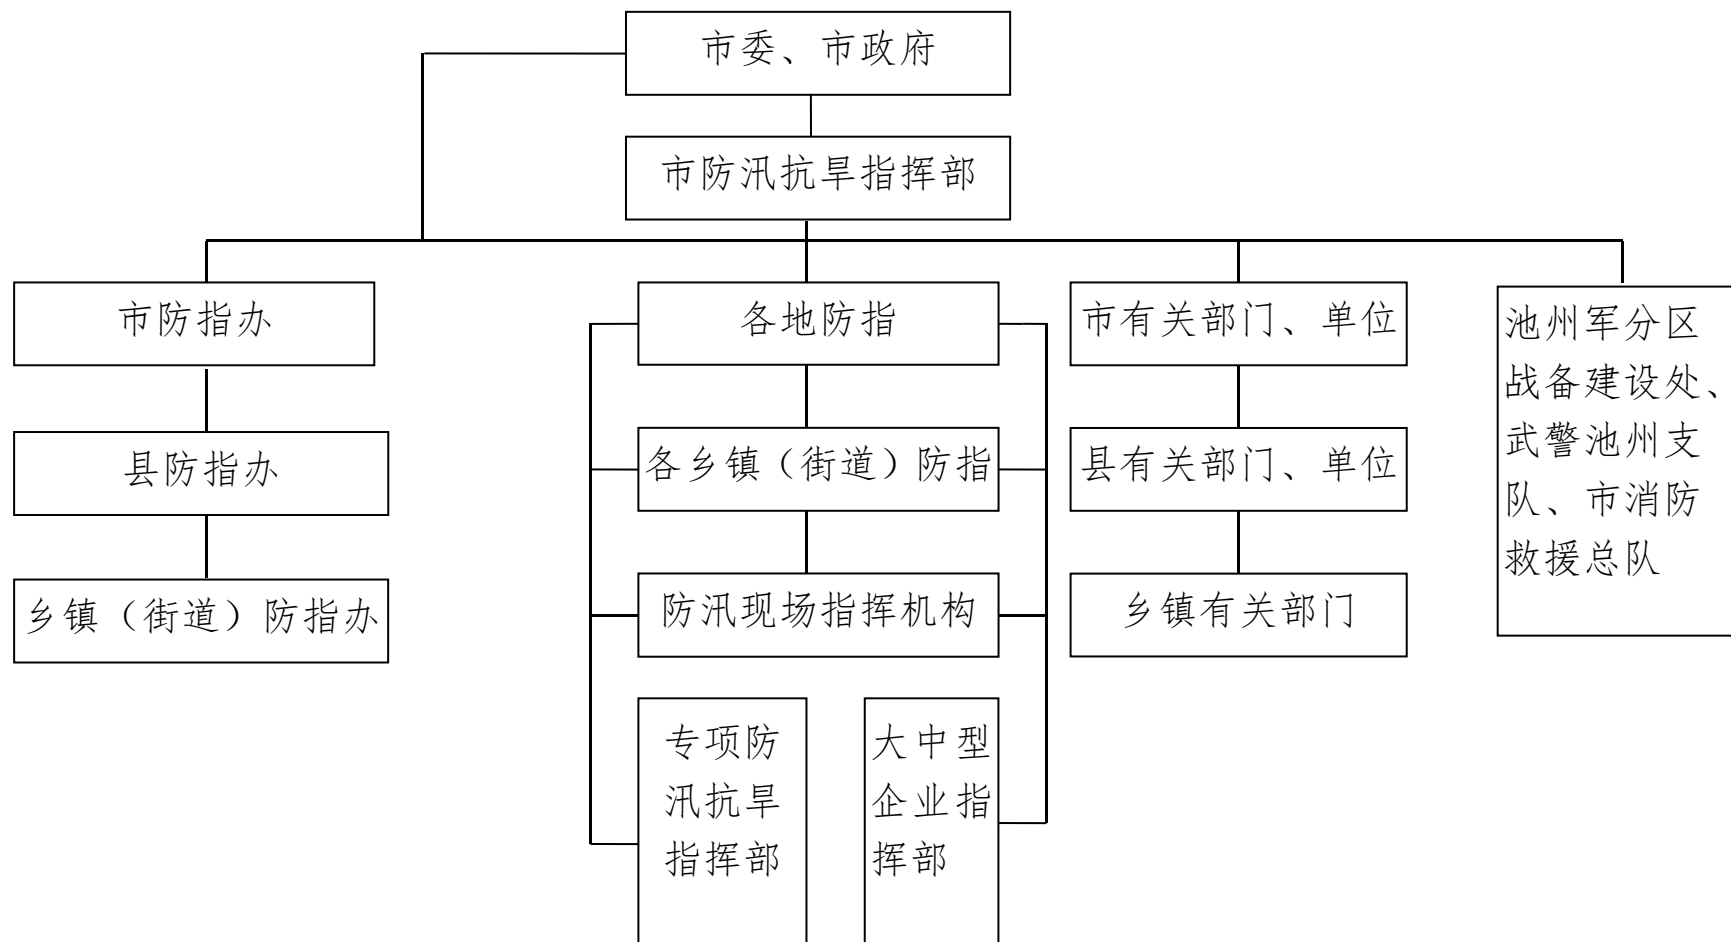 市委、市政府
市防汛抗旱指挥部
市防指办
各地防指
市有关部门、单位
池州军分区
战备建设处、
武警池州支
队、市消防
救援总队
县防指办
各乡镇（街道）防指
县有关部门、单位
乡镇（街道）防指办
防汛现场指挥机构
乡镇有关部门
专项防
汛抗旱
指挥部
大中型
企业指
挥部